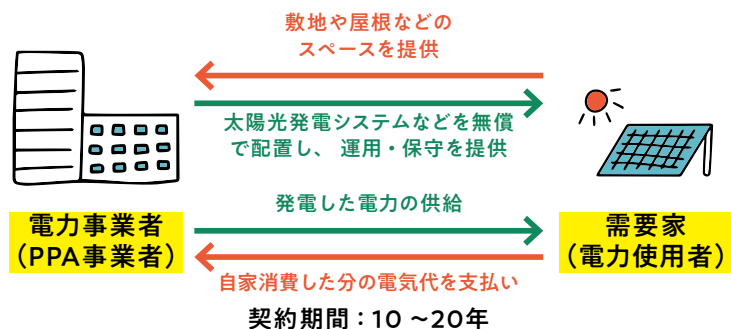 敷地や屋根などの
スペースを提供
太陽光発電システムなどを無償
で配置し、運用・保守を提供
発電した電力の供給
電力事業者
（PPA事業者）
需要家
（電力使用者）
自家消費した分の電気代を支払い
契約期間：10～20年